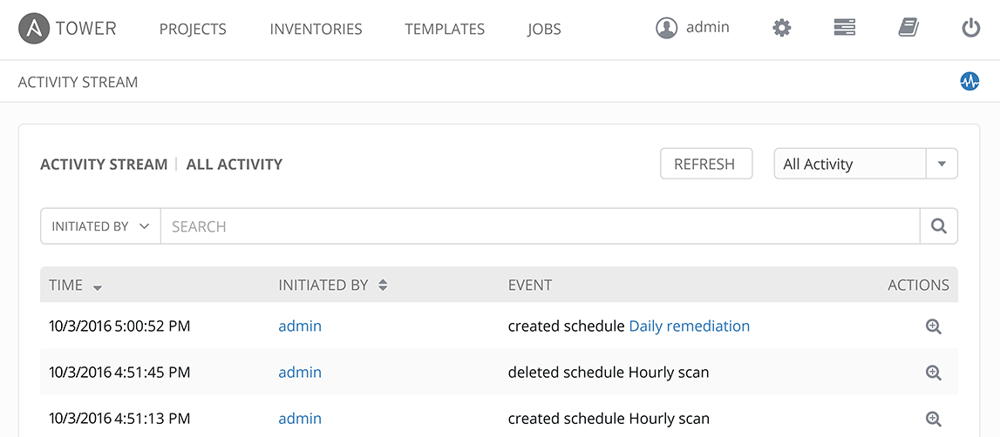 A TOWER PROJECTS INVENTORIES TEMPLATES JOBS admin
ACTIVITY STREAM
ACTIVITY STREAM | ALL ACTIVITY REFRESH All Activity
INITIATED BY SEARCH
TIME INITIATED BY EVENT ACTIONS
10/3/2016 5:00:52 PM admin created schedule Daily remediation
10/3/2016 4:51:45 PM admin deleted schedule Hourly scan
10/3/2016 4:51:13 PM admin created schedule Hourly scan